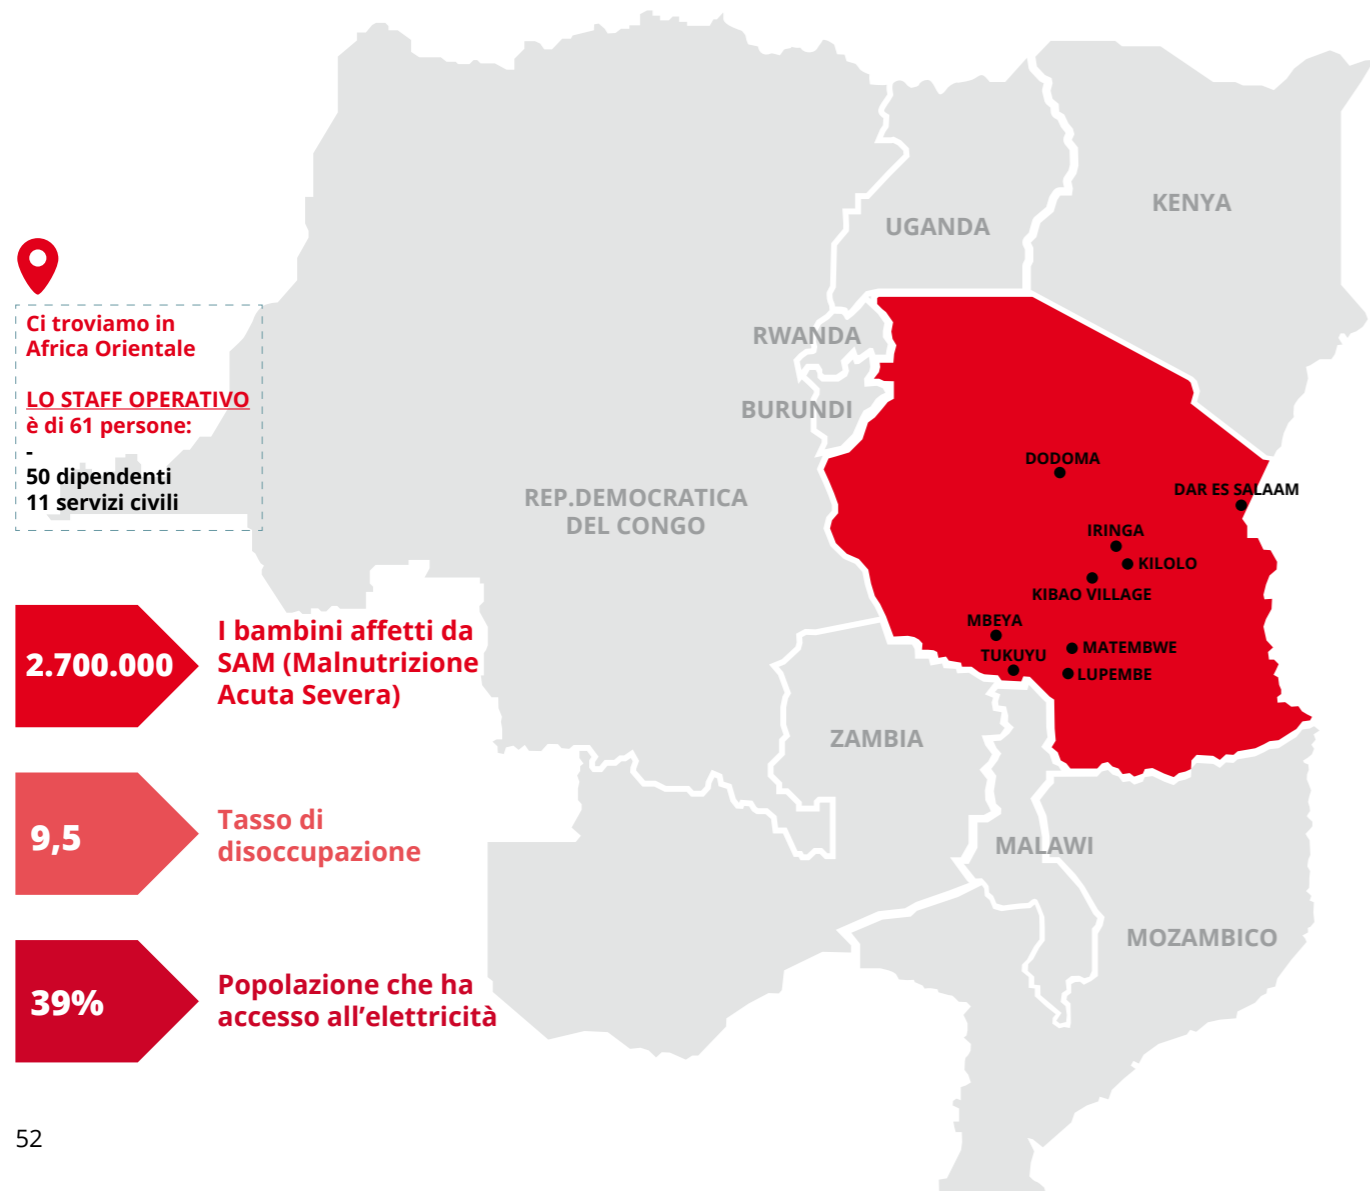 Ci troviamo in
Africa Orientale
LO STAFF OPERATIVO
è di 61 persone:
-
50 dipendenti
11 servizi civili
2.700.000
I bambini affetti da
SAM (Malnutrizione
Acuta Severa)
9,5
Tasso di
disoccupazione
39%
Popolazione che ha
accesso all’elettricità
KENYA
UGANDA
RWANDA
BURUNDI
REP.DEMOCRATICA
DEL CONGO
DODOMA
DAR ES SALAAM
IRINGA
KILOLO
KIBAO VILLAGE
MBEYA
TUKUYU
MATEMBWE
LUPEMBE
ZAMBIA
MALAWI
MOZAMBICO
52